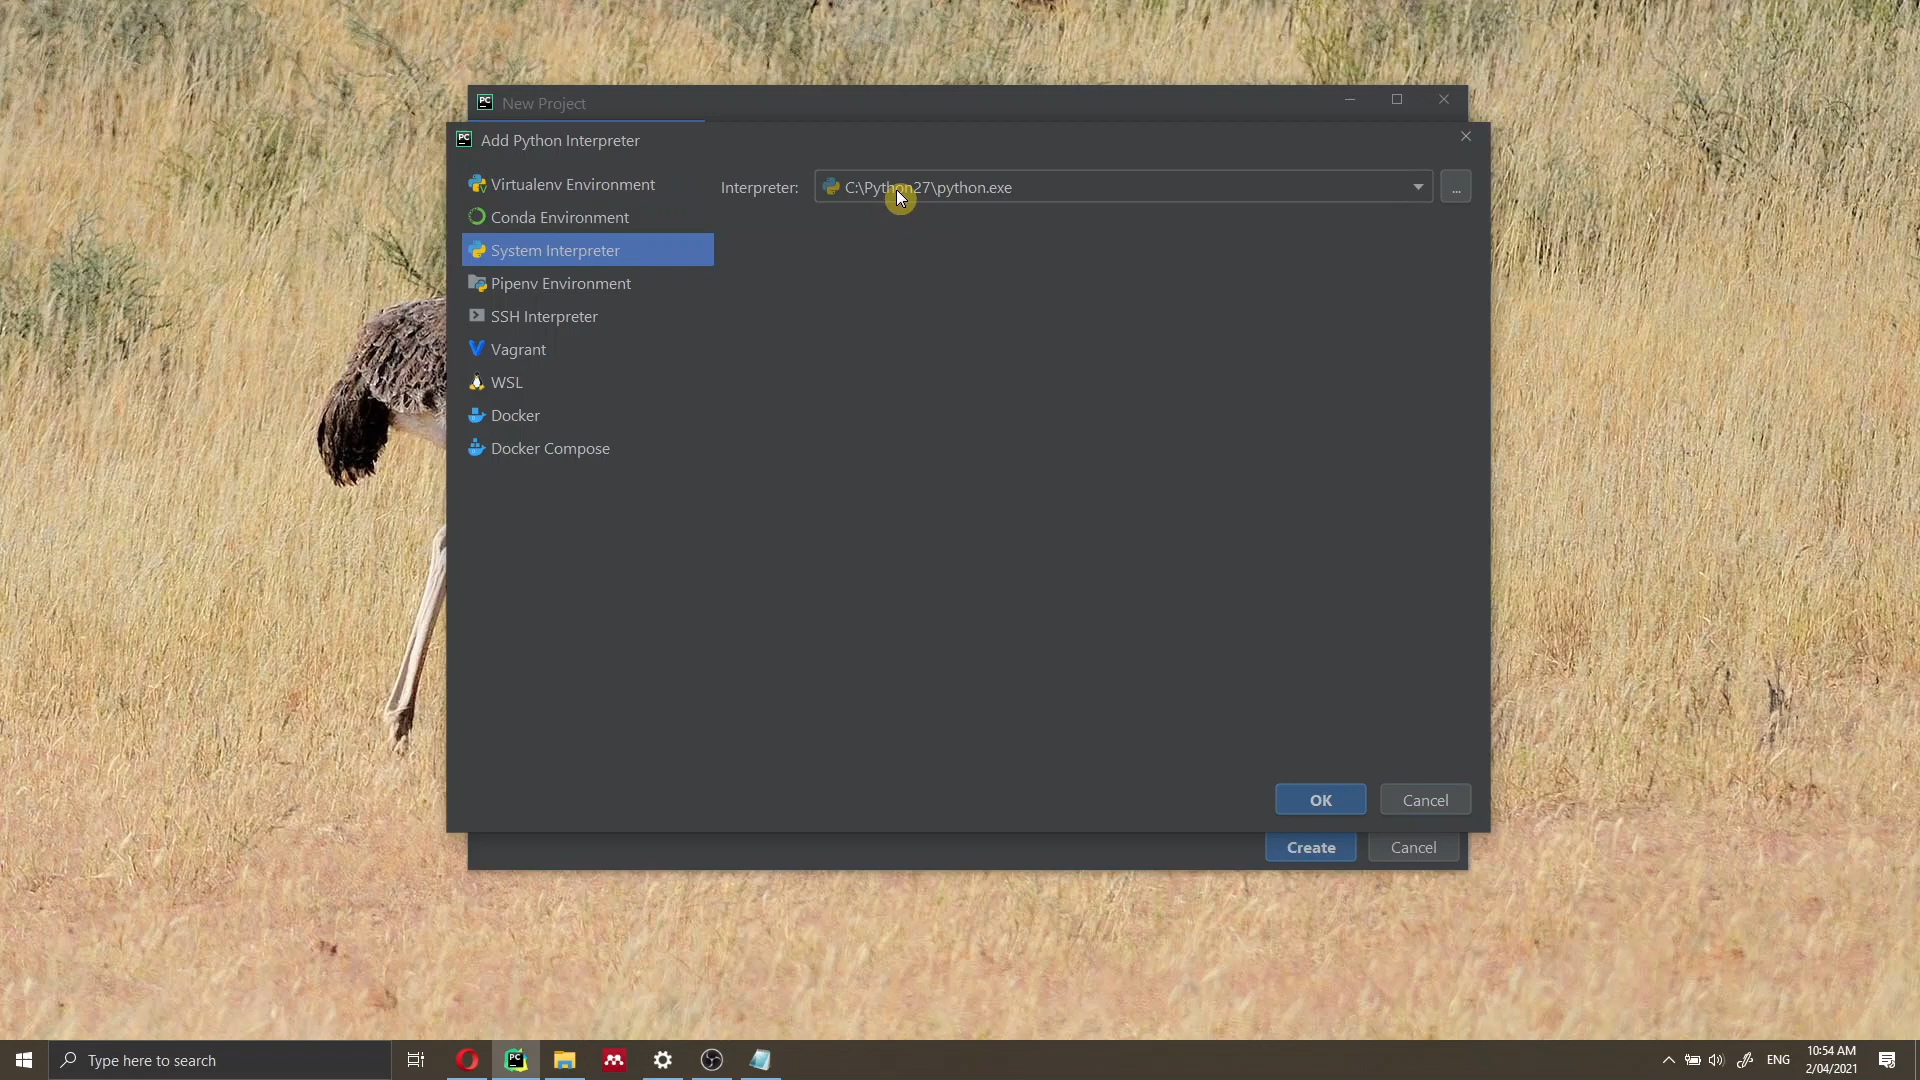 New Project
Add Python Interpreter
Virtualenv Environment
Interpreter: C:\Python27\python.exe ...
Conda Environment
System Interpreter
Pipenv Environment
SSH Interpreter
Vagrant
WSL
Docker
Docker Compose
OK Cancel
Create Cancel
Type here to search
ENG
10:54 AM
2/04/2021